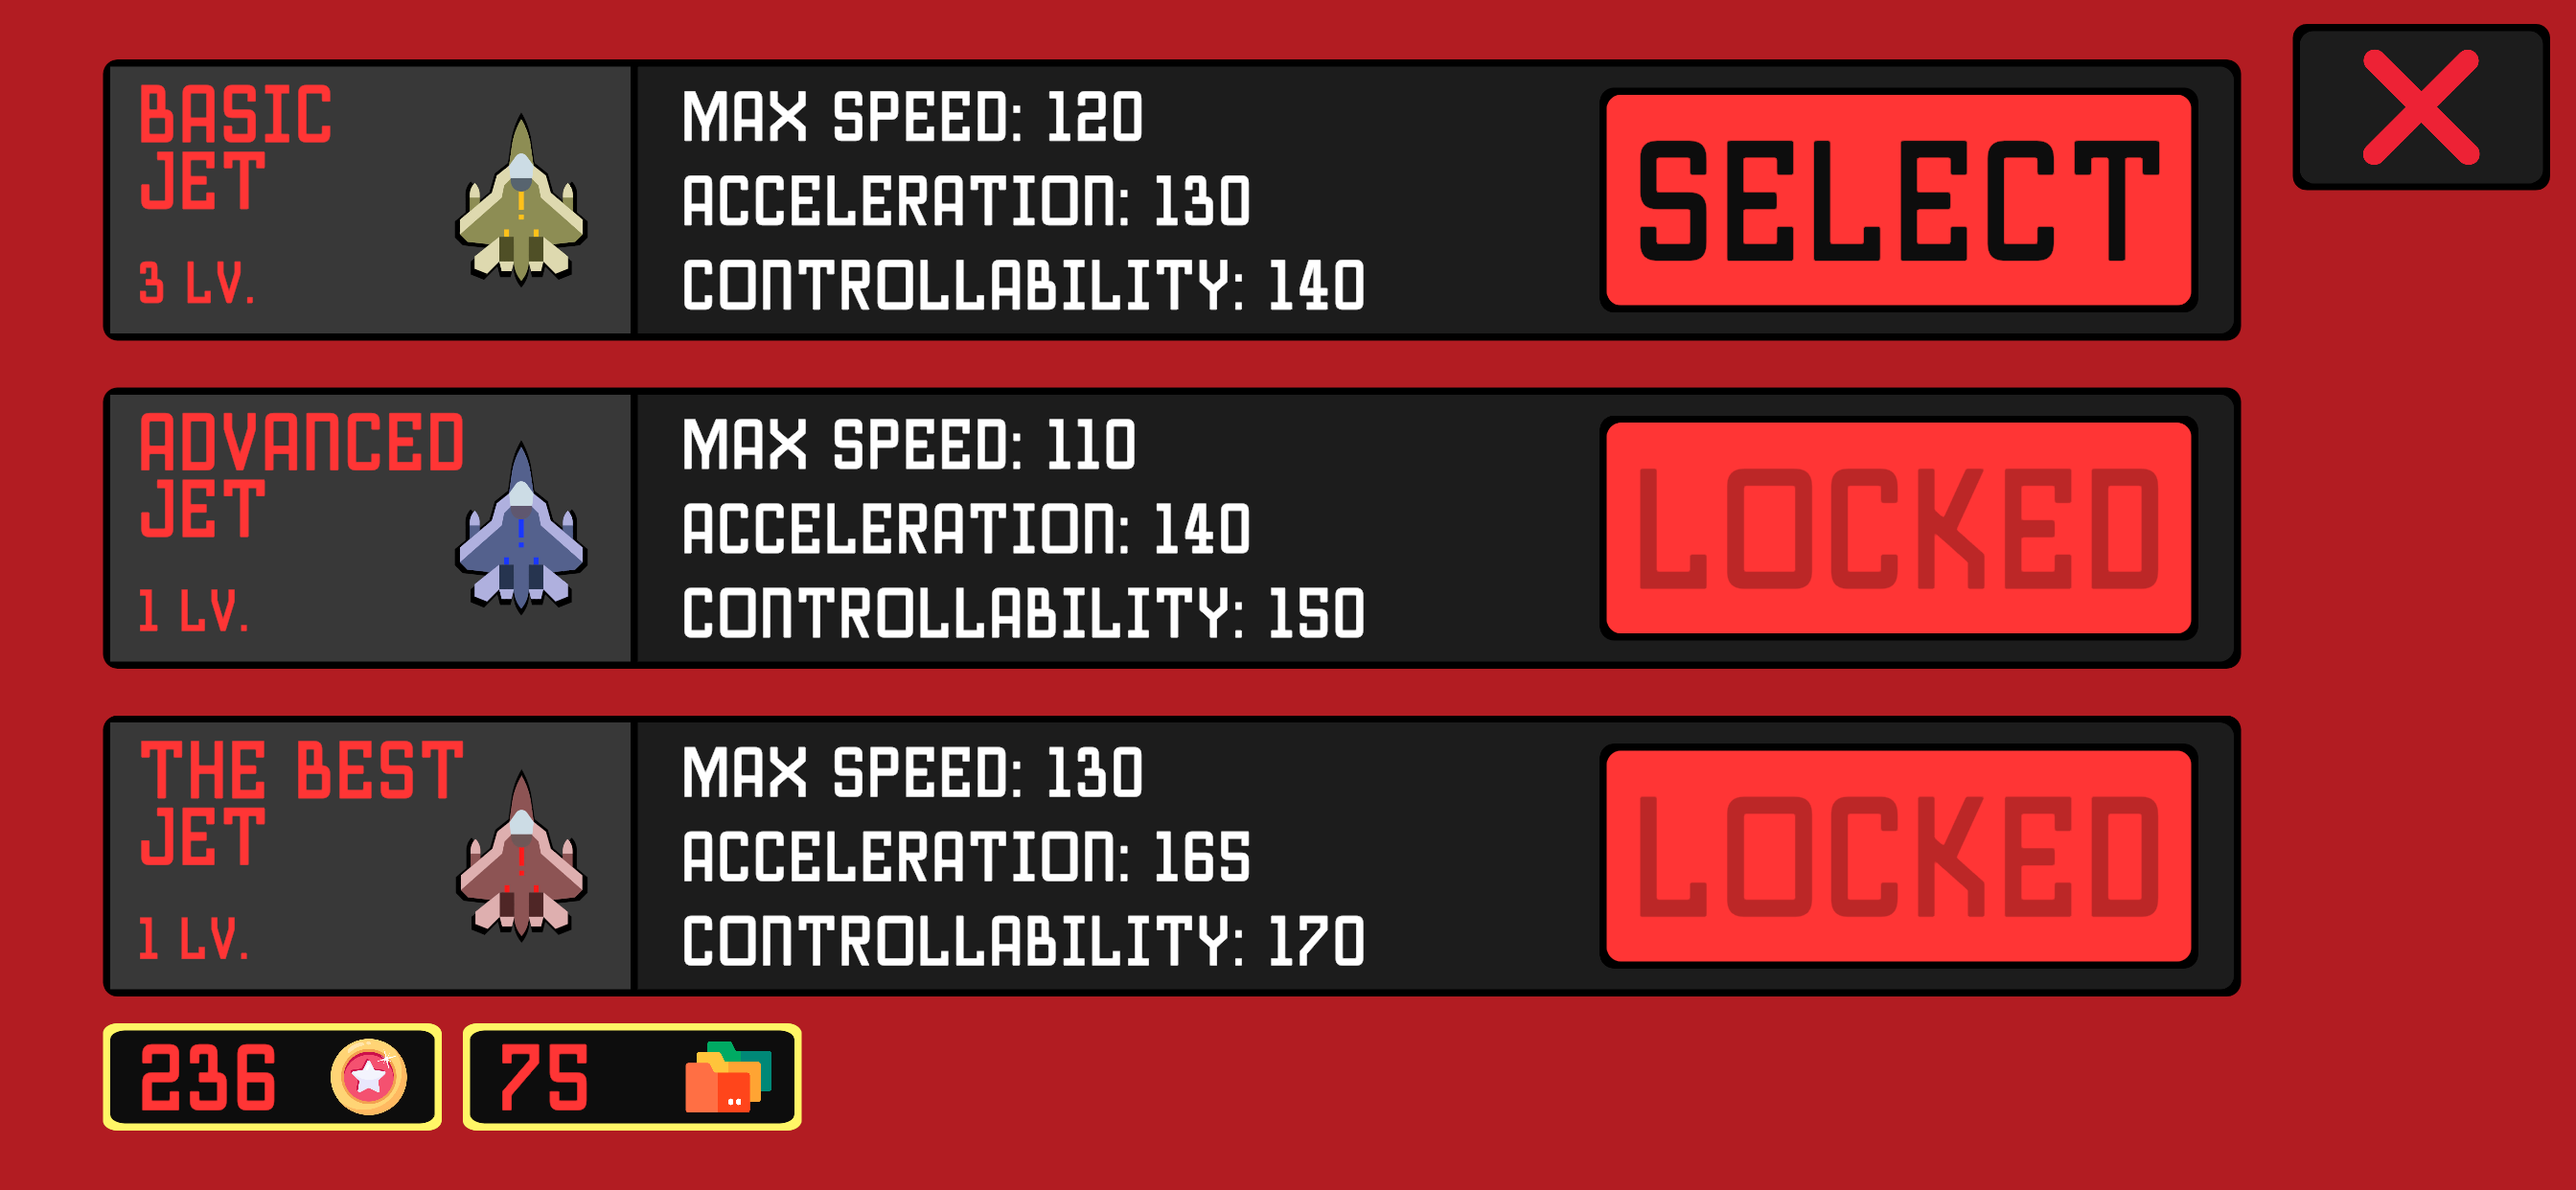 BASIC
JET
3 LV.
MAX SPEED: 120
ACCELERATION: 130
CONTROLLABILITY: 140
SELECT
ADVANCED
JET
1 LV.
MAX SPEED: 110
ACCELERATION: 140
CONTROLLABILITY: 150
LOCKED
THE BEST
JET
1 LV.
MAX SPEED: 130
ACCELERATION: 165
CONTROLLABILITY: 170
LOCKED
236
75